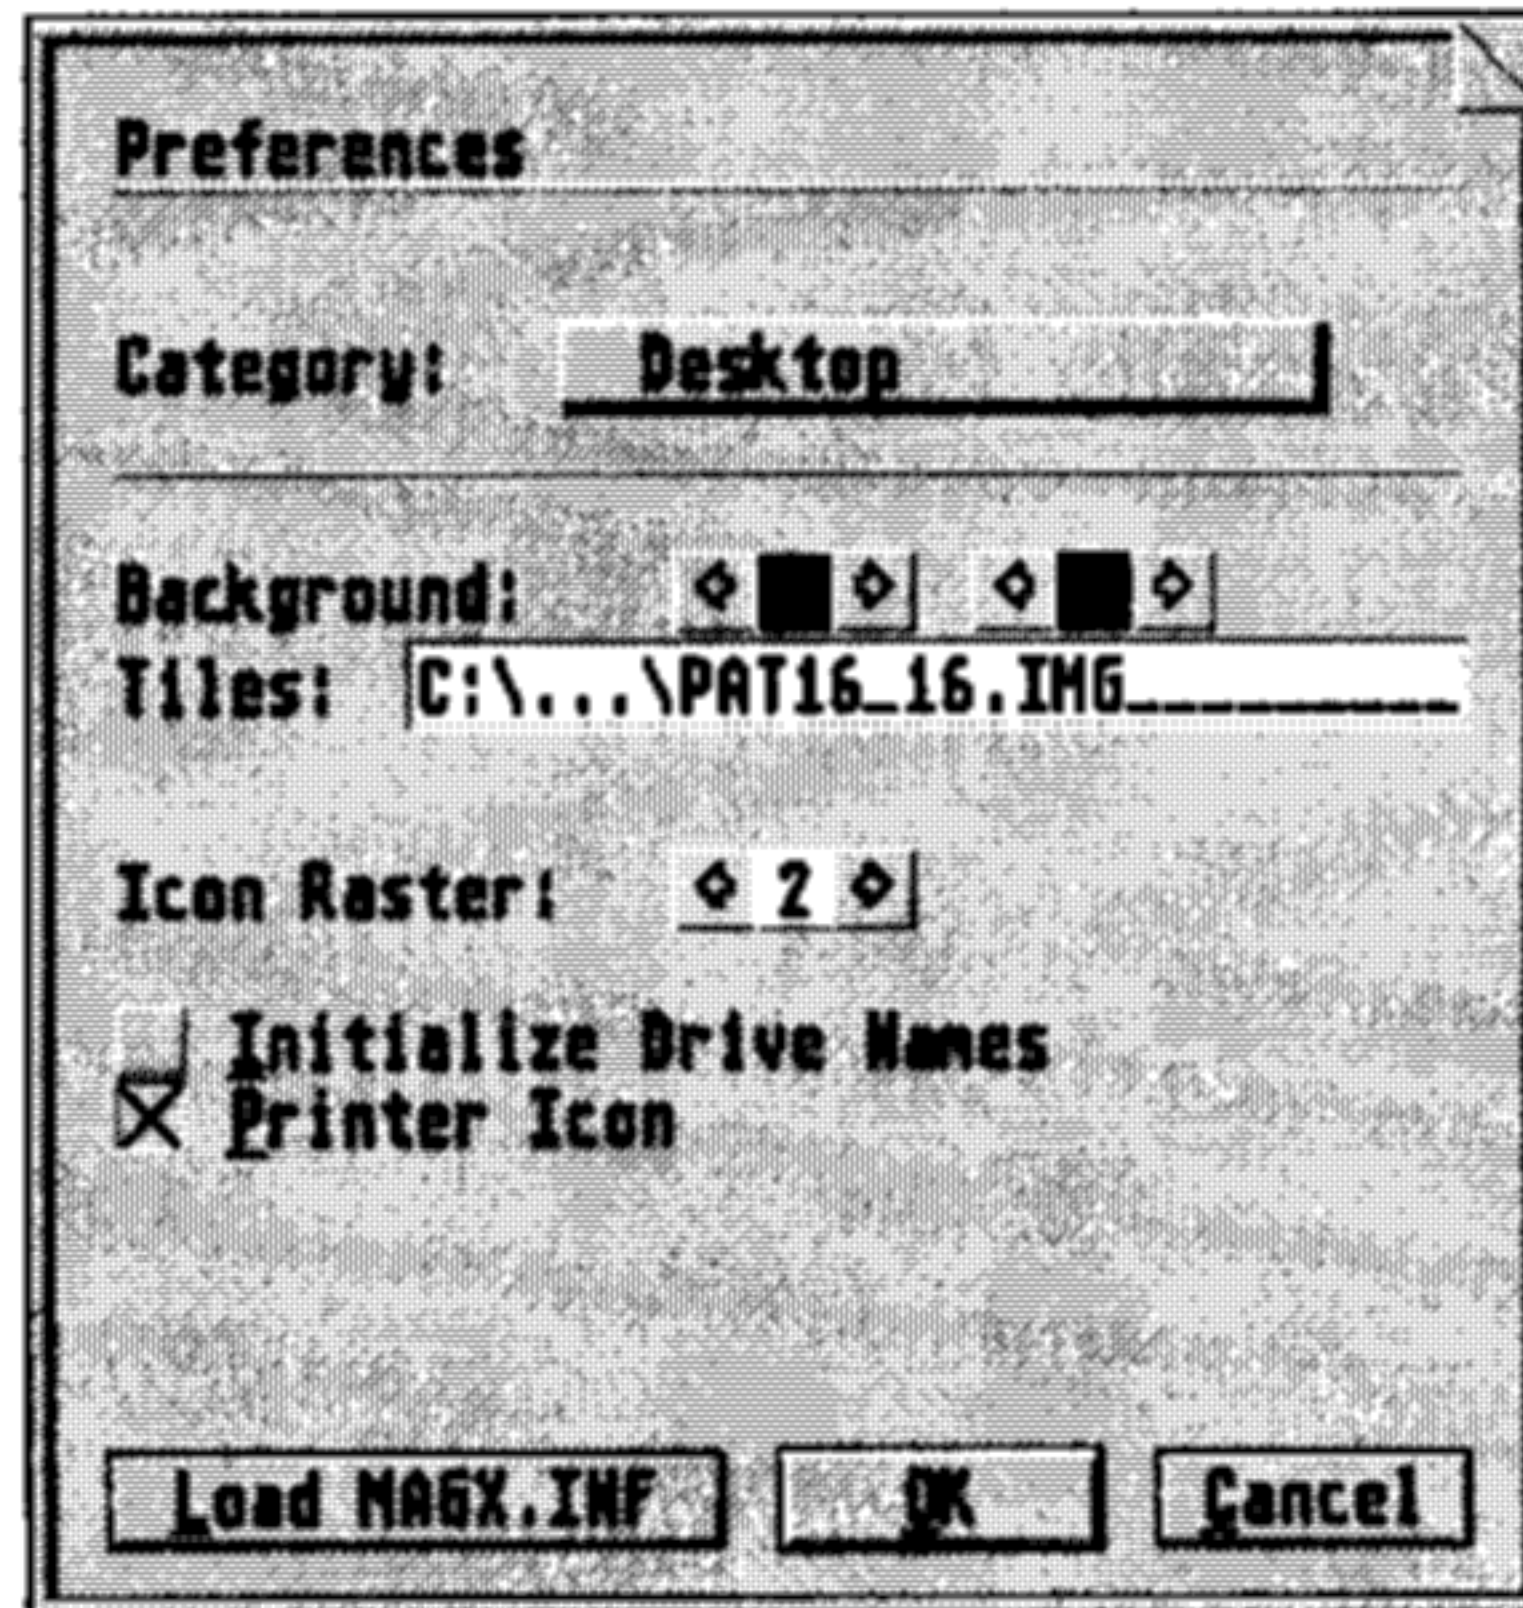 Preferences
Category: Desktop
Background:
Tiles: C:\...\PAT16_16.IMG_________
Icon Raster: 2
Initialize Drive Names
Printer Icon
Load MAGX.INF OK Cancel